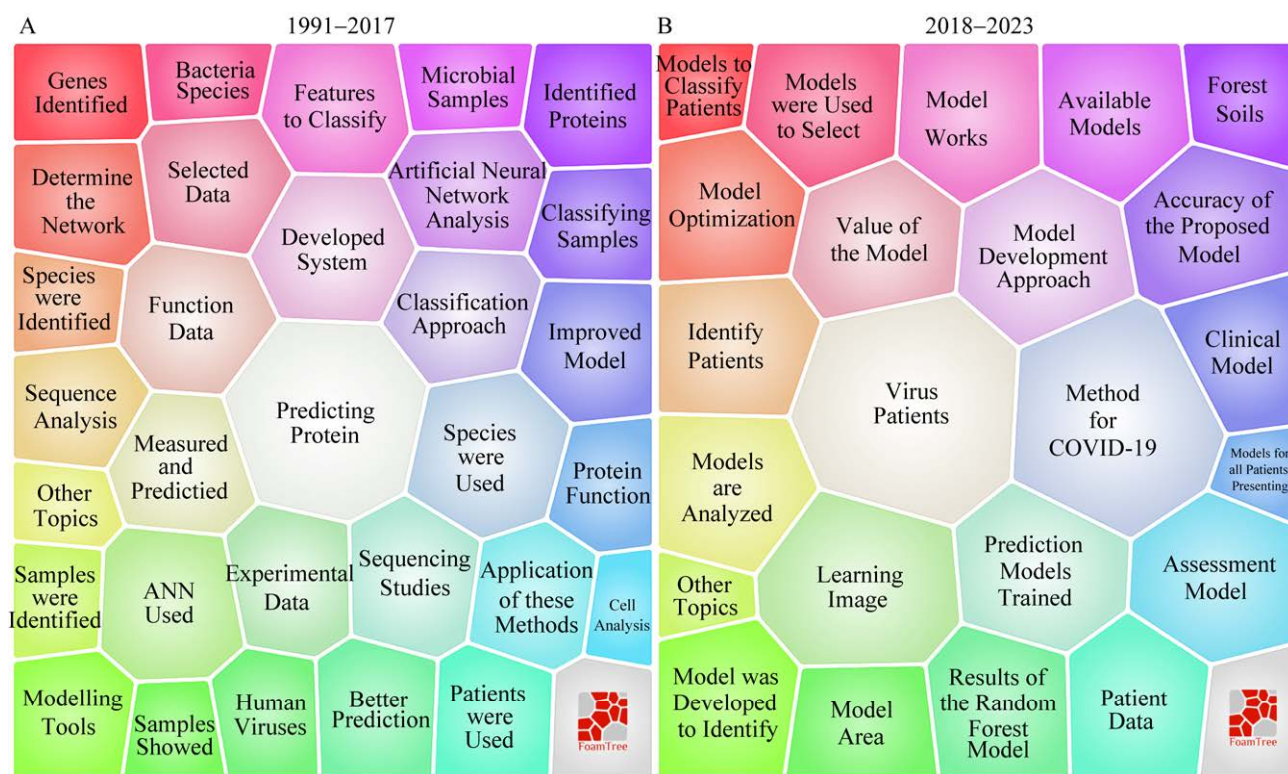 A
1991–2017
Genes
Identified
Bacteria
Species
Features
to Classify
Microbial
Samples
Identified
Proteins
Determine
the
Network
Selected
Data
Developed
System
Artificial Neural
Network
Analysis
Classifying
Samples
Species
were
Identified
Function
Data
Classification
Approach
Improved
Model
Sequence
Analysis
Measured
and
Predictied
Predicting
Protein
Species
were
Used
Protein
Function
Other
Topics
Samples
were
Identified
ANN
Used
Experimental
Data
Sequencing
Studies
Application
of these
Methods
Cell
Analysis
Modelling
Tools
Samples
Showed
Human
Viruses
Better
Prediction
Patients
were
Used
FoamTree
B
2018–2023
Models to
Classify
Patients
Models
were Used
to Select
Model
Works
Available
Models
Forest
Soils
Model
Optimization
Value of
the Model
Model
Development
Approach
Accuracy of
the Proposed
Model
Identify
Patients
Virus
Patients
Method
for
COVID-19
Clinical
Model
Models for
all Patients
Presenting
Models
are
Analyzed
Other
Topics
Learning
Image
Prediction
Models
Trained
Assessment
Model
Model was
Developed
to Identify
Model
Area
Results of
the Random
Forest
Model
Patient
Data
FoamTree